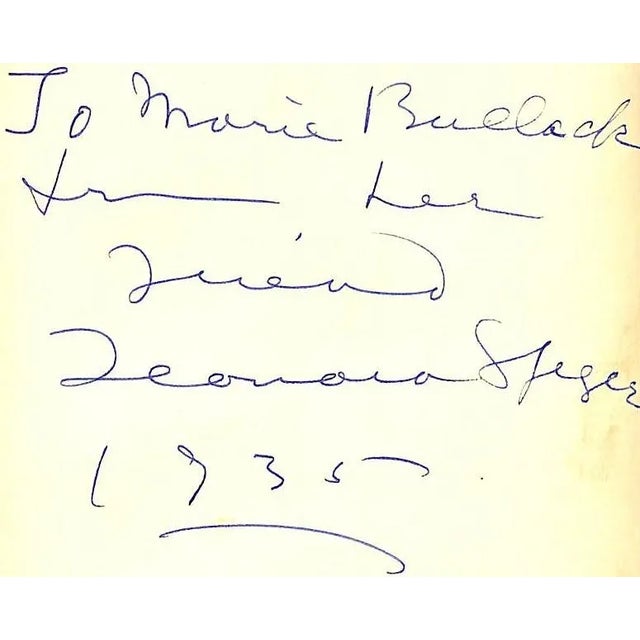 To Marie Bullock
from her
friend
Leonora Speyer
1935